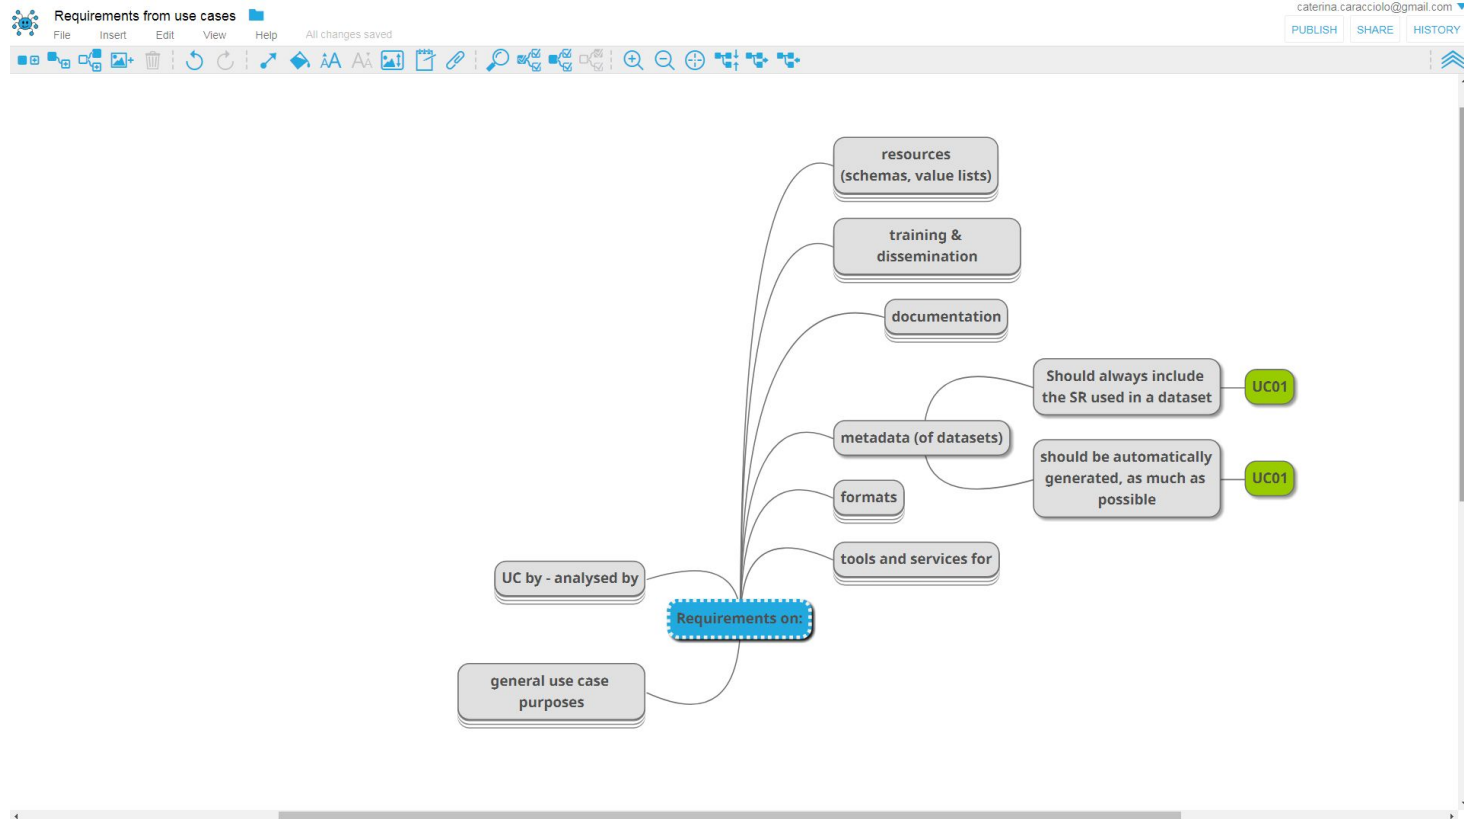 caterina.caracciolo@gmail.com
Requirements from use cases
File Insert Edit View Help All changes saved
PUBLISH SHARE HISTORY
resources
(schemas, value lists)
training &
dissemination
documentation
Should always include
the SR used in a dataset
UC01
metadata (of datasets)
should be automatically
generated, as much as
possible
UC01
formats
tools and services for
UC by - analysed by
Requirements on:
general use case
purposes